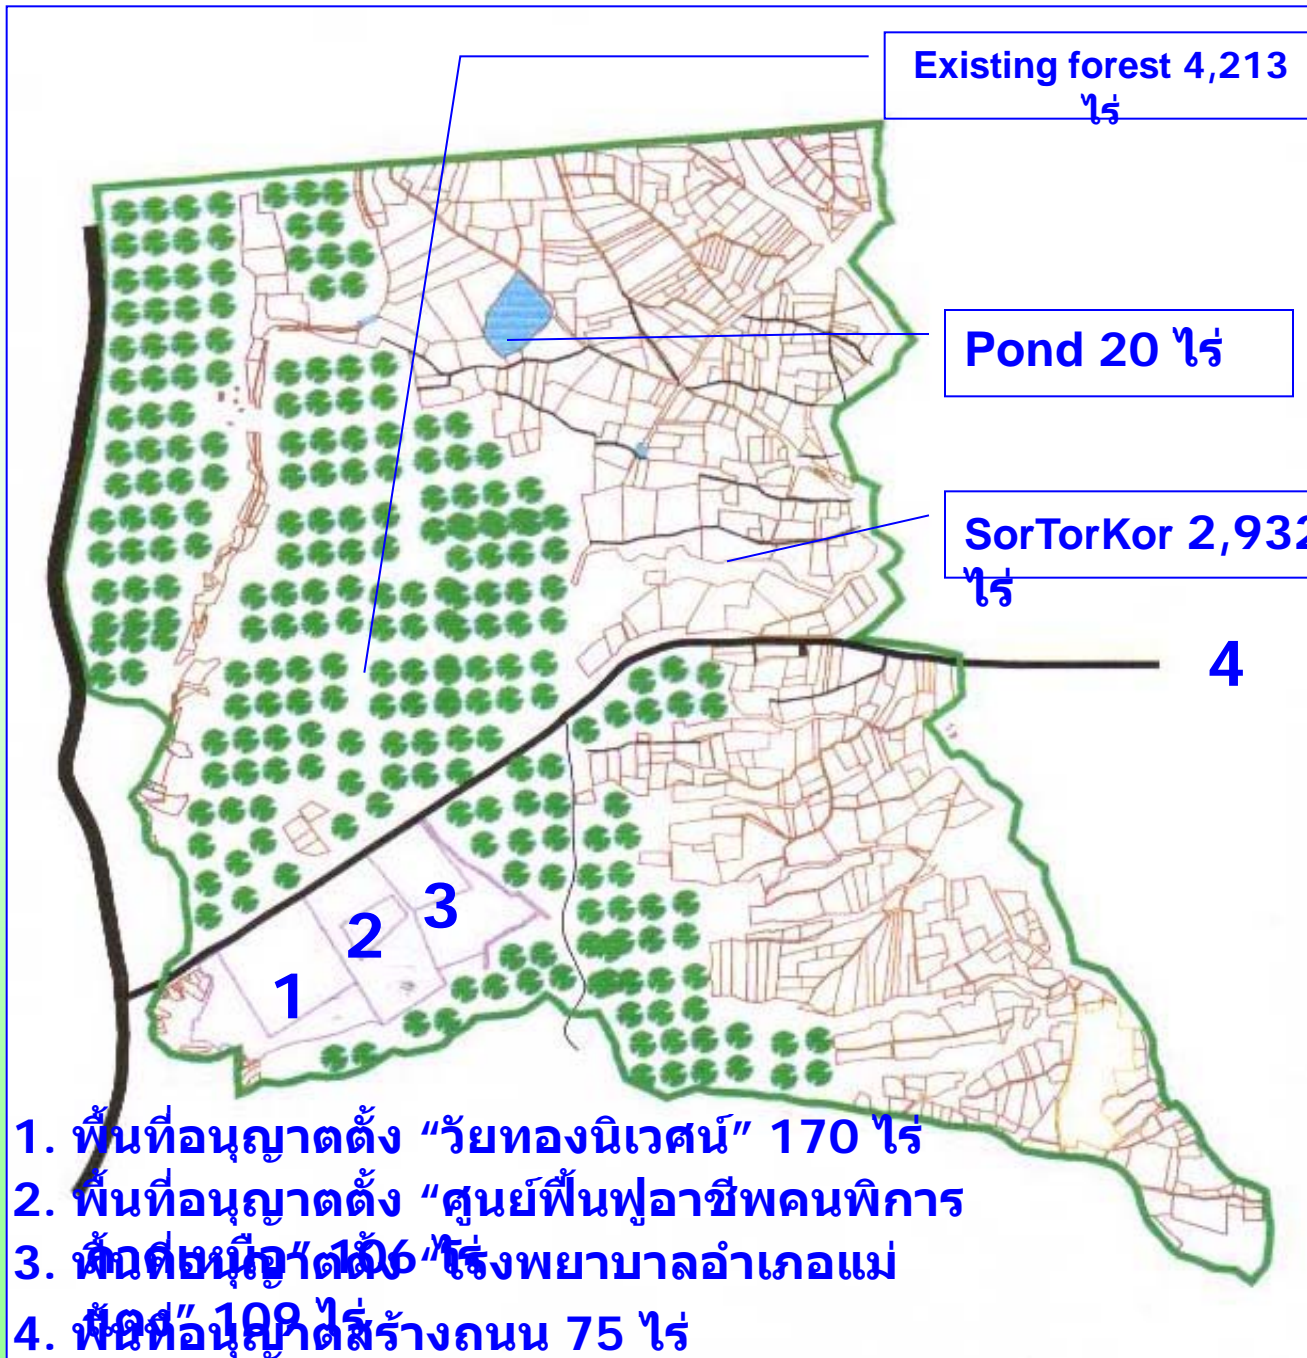 Existing forest 4,213
ไร่
Pond 20 ไร่
SorTorKor 2,932
ไร่
4
3
2
1
1. พื้นที่อนุญาตตั้ง “วัยทองนิเวศน์” 170 ไร่
2. พื้นที่อนุญาตตั้ง “ศูนย์ฟื้นฟูอาชีพคนพิการ
ภาคเหนือ” 106 ไร่
3. พื้นที่อนุญาตตั้ง “โรงพยาบาลอำเภอแม่
แตง” 109 ไร่
4. พื้นที่อนุญาตสร้างถนน 75 ไร่